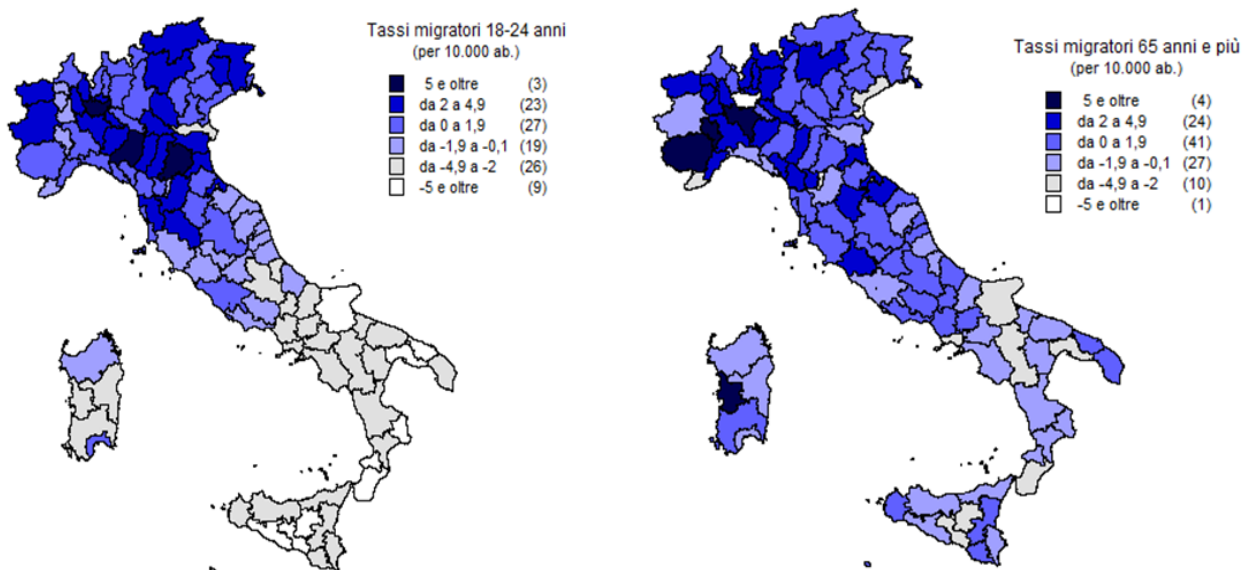 Tassi migratori 18-24 anni
(per 10.000 ab.)
5 e oltre (3)
da 2 a 4,9 (23)
da 0 a 1,9 (27)
da -1,9 a -0,1 (19)
da -4,9 a -2 (26)
-5 e oltre (9)
Tassi migratori 65 anni e più
(per 10.000 ab.)
5 e oltre (4)
da 2 a 4,9 (24)
da 0 a 1,9 (41)
da -1,9 a -0,1 (27)
da -4,9 a -2 (10)
-5 e oltre (1)